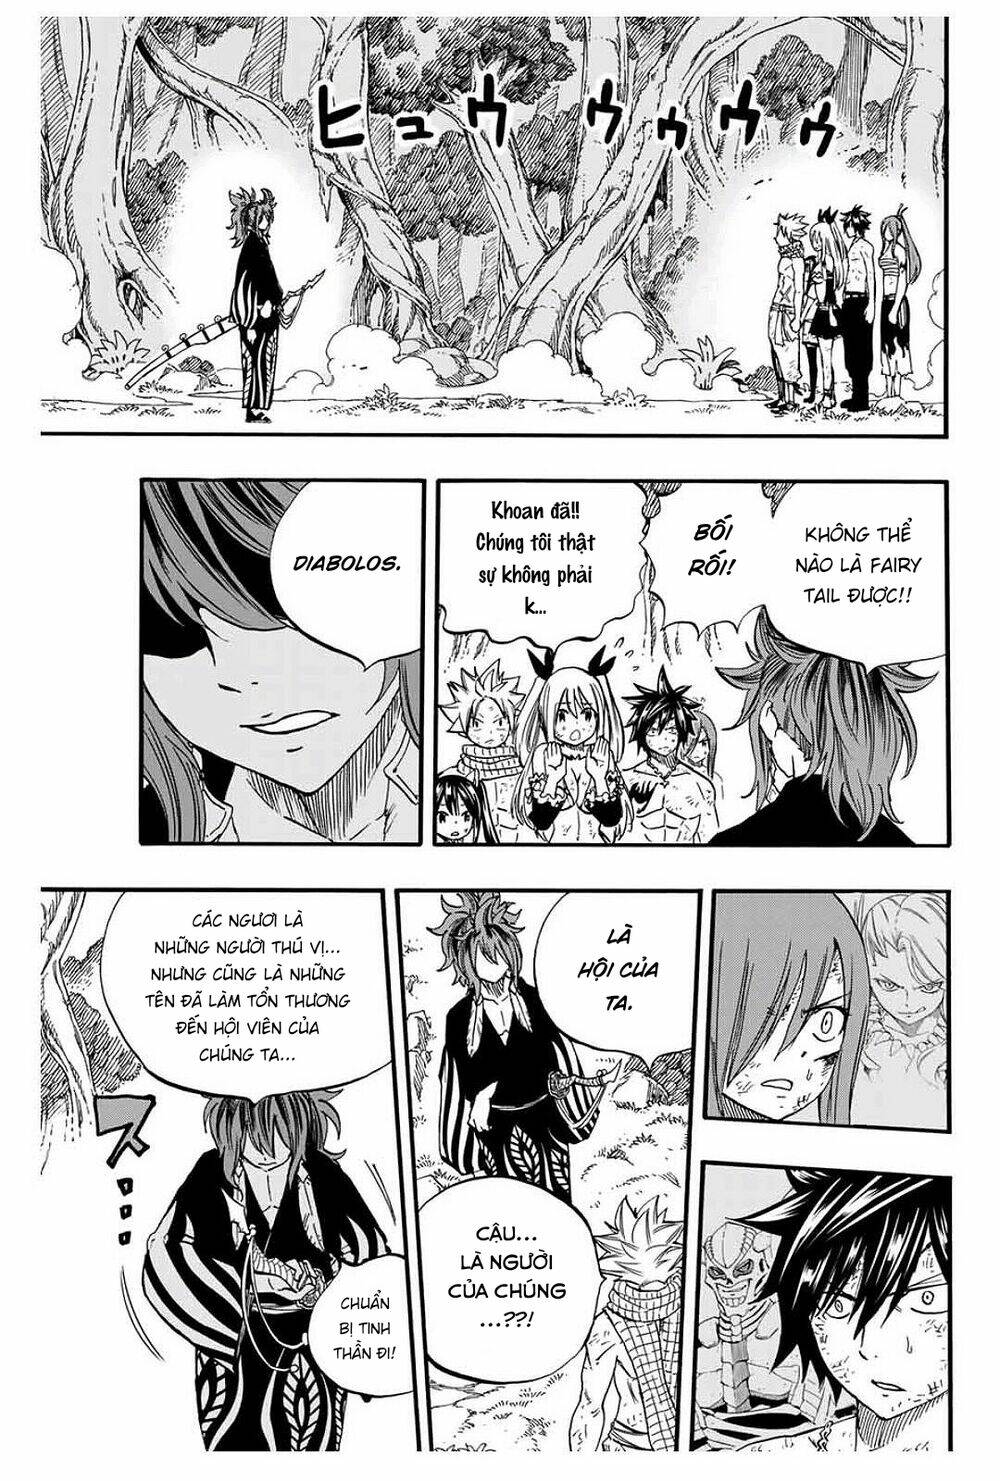 ヒュウウゥウゥ
KHÔNG THỂ
NÀO LÀ FAIRY
TAIL ĐƯỢC!!
BỐI
RỐI!
Khoan đã!!
Chúng tôi thật
sự không phải
k...
DIABOLOS.
LÀ
HỘI CỦA
TA.
CẬU...
LÀ NGƯỜI
CỦA CHÚNG
...??!
CÁC NGƯƠI LÀ
NHỮNG NGƯỜI THÚ VỊ...
NHƯNG CŨNG LÀ NHỮNG
TÊN ĐÃ LÀM TỔN THƯƠNG
ĐẾN HỘI VIÊN CỦA
CHÚNG TA...
ズ...
CHUẨN
BỊ TINH
THẦN ĐI!